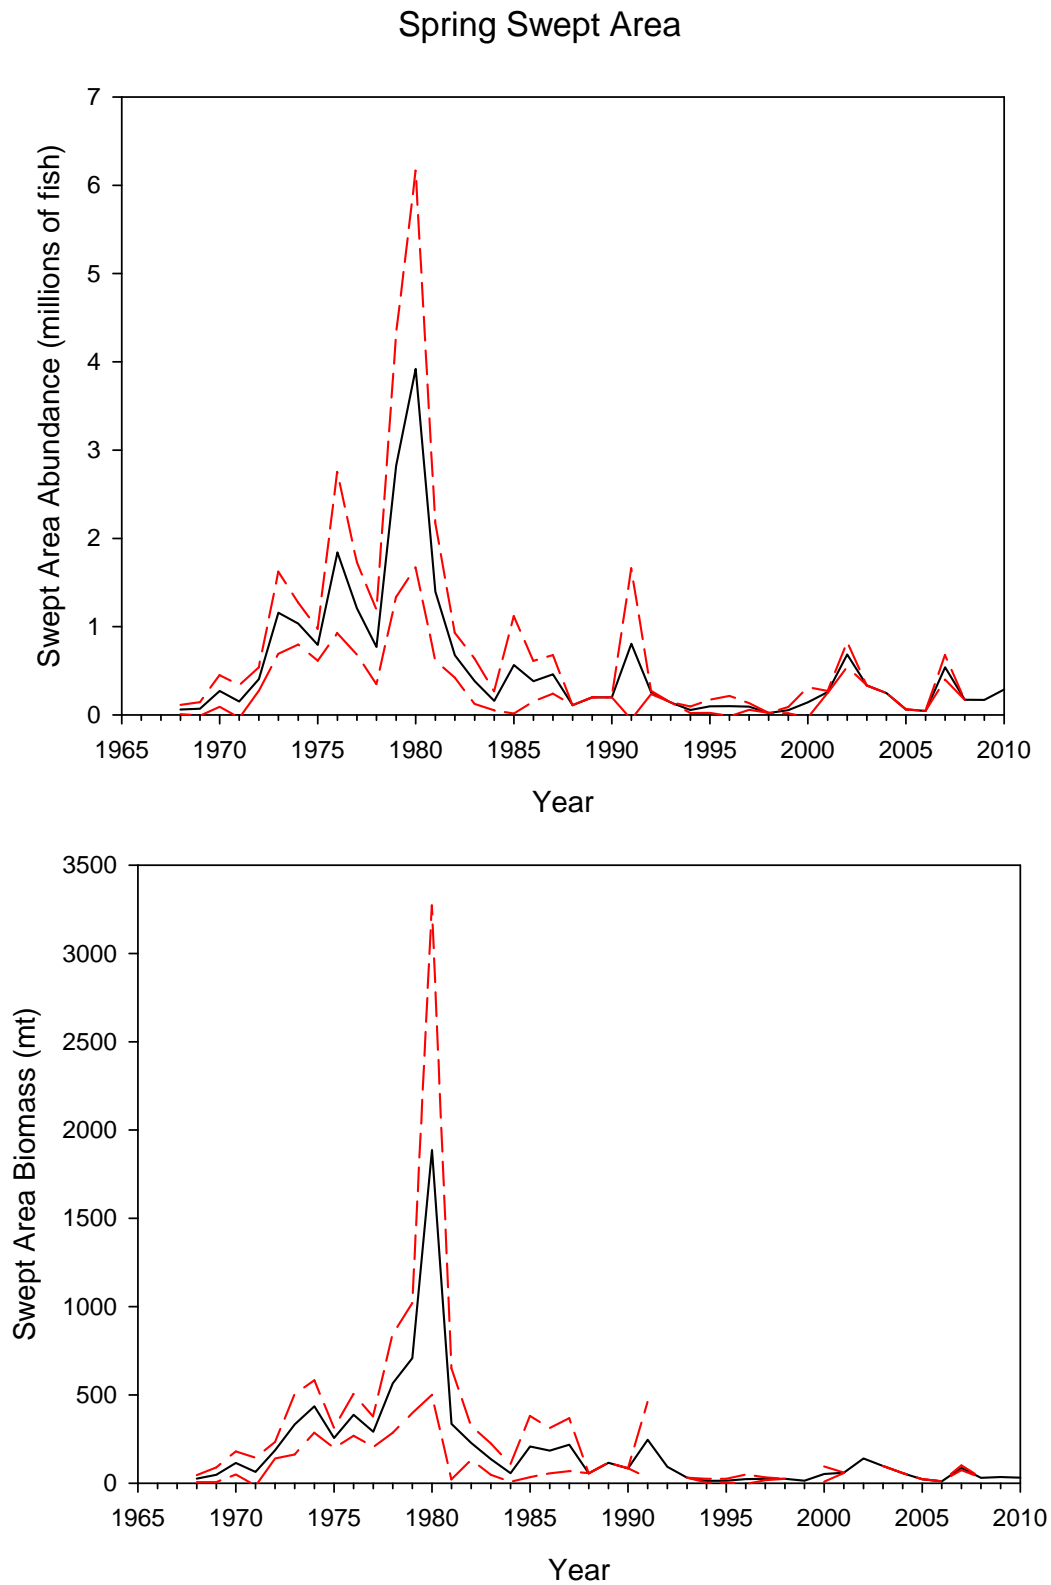 Spring Swept Area
7
6
5
4
3
2
1
0
Swept Area Abundance (millions of fish)
1965 1970 1975 1980 1985 1990 1995 2000 2005 2010
Year
3500
3000
2500
2000
1500
1000
500
0
Swept Area Biomass (mt)
1965 1970 1975 1980 1985 1990 1995 2000 2005 2010
Year